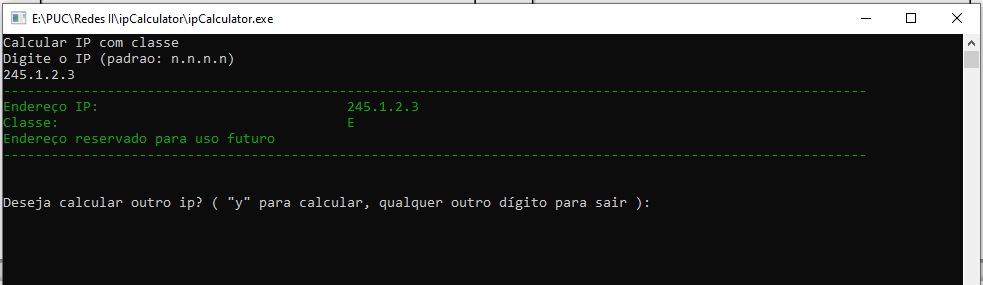 E:\PUC\Redes II\ipCalculator\ipCalculator.exe
Calcular IP com classe
Digite o IP (padrao: n.n.n.n)
245.1.2.3
------------------------------------------------------------------------------------------------------------
Endereço IP: 245.1.2.3
Classe: E
Endereço reservado para uso futuro
------------------------------------------------------------------------------------------------------------
Deseja calcular outro ip? ( "y" para calcular, qualquer outro dígito para sair ):